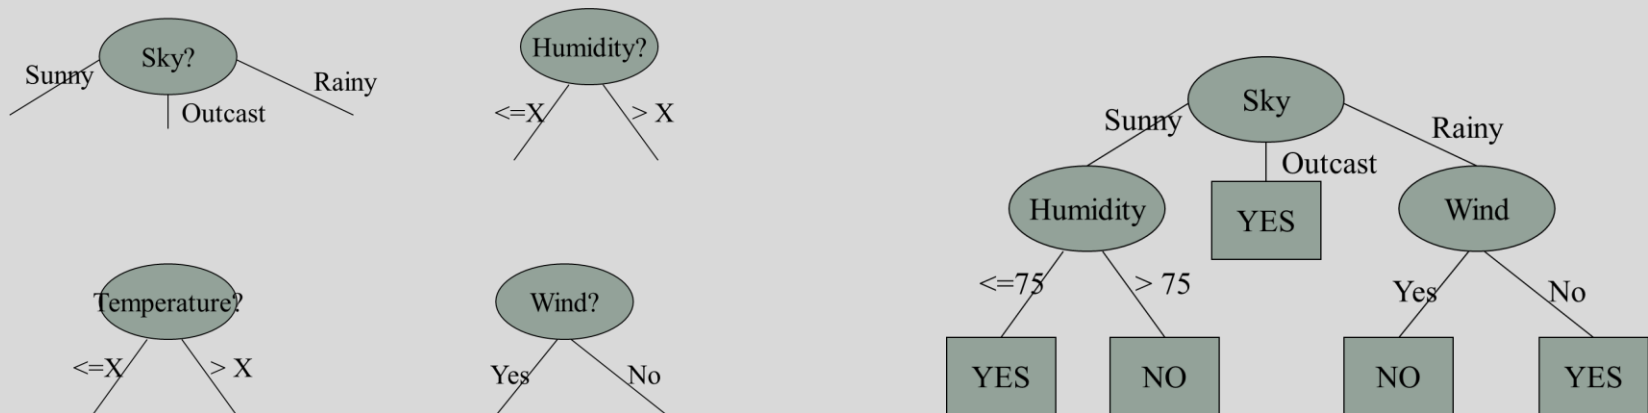 Sky?
Sunny
Outcast
Rainy
Humidity?
<=X
> X
Temperature?
<=X
> X
Wind?
Yes
No
Sky
Sunny
Outcast
Rainy
Humidity
YES
Wind
<=75
> 75
Yes
No
YES
NO
NO
YES